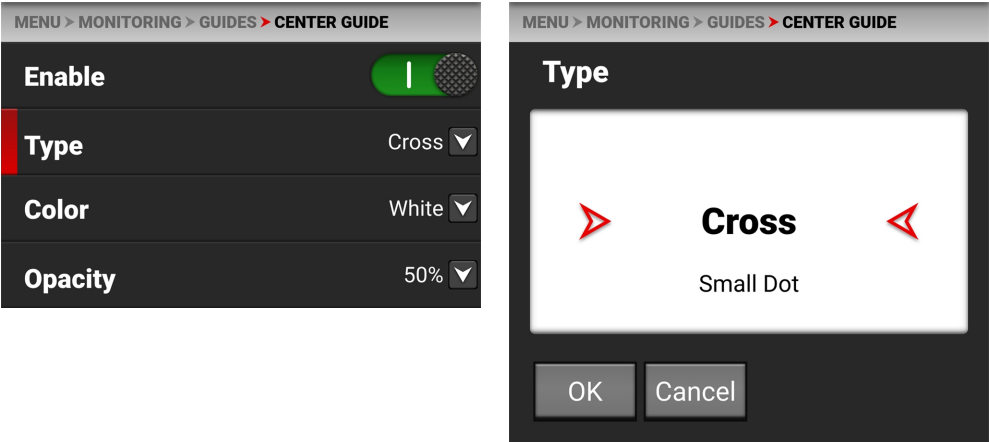 MENU > MONITORING > GUIDES > CENTER GUIDE
Enable
Type Cross
Color White
Opacity 50%
MENU > MONITORING > GUIDES > CENTER GUIDE
Type
Cross
Small Dot
OK Cancel